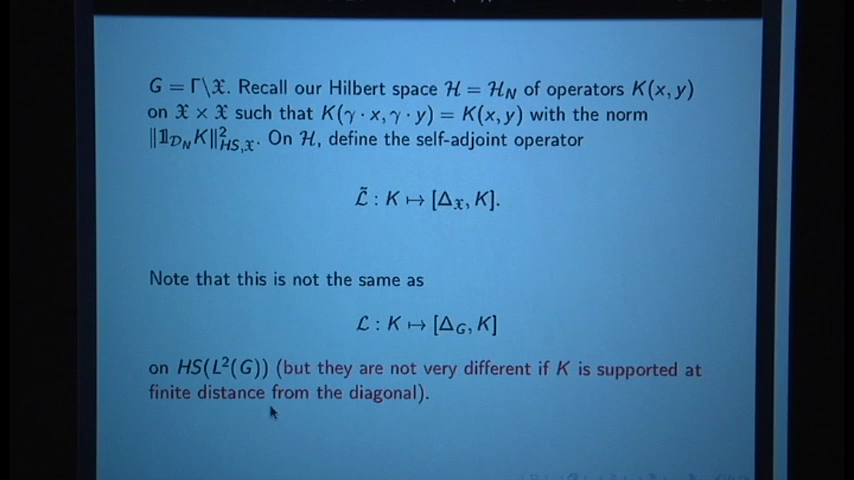 G = Γ\𝔛. Recall our Hilbert space ℋ = ℋ_N of operators K(x, y)
on 𝔛 × 𝔛 such that K(γ · x, γ · y) = K(x, y) with the norm
‖𝟙_{𝒟_N} K‖²_{HS,𝔛}. On ℋ, define the self-adjoint operator
ℒ̃ : K ↦ [Δ_𝔛, K].
Note that this is not the same as
ℒ : K ↦ [Δ_G, K]
on HS(L²(G)) (but they are not very different if K is supported at
finite distance from the diagonal).